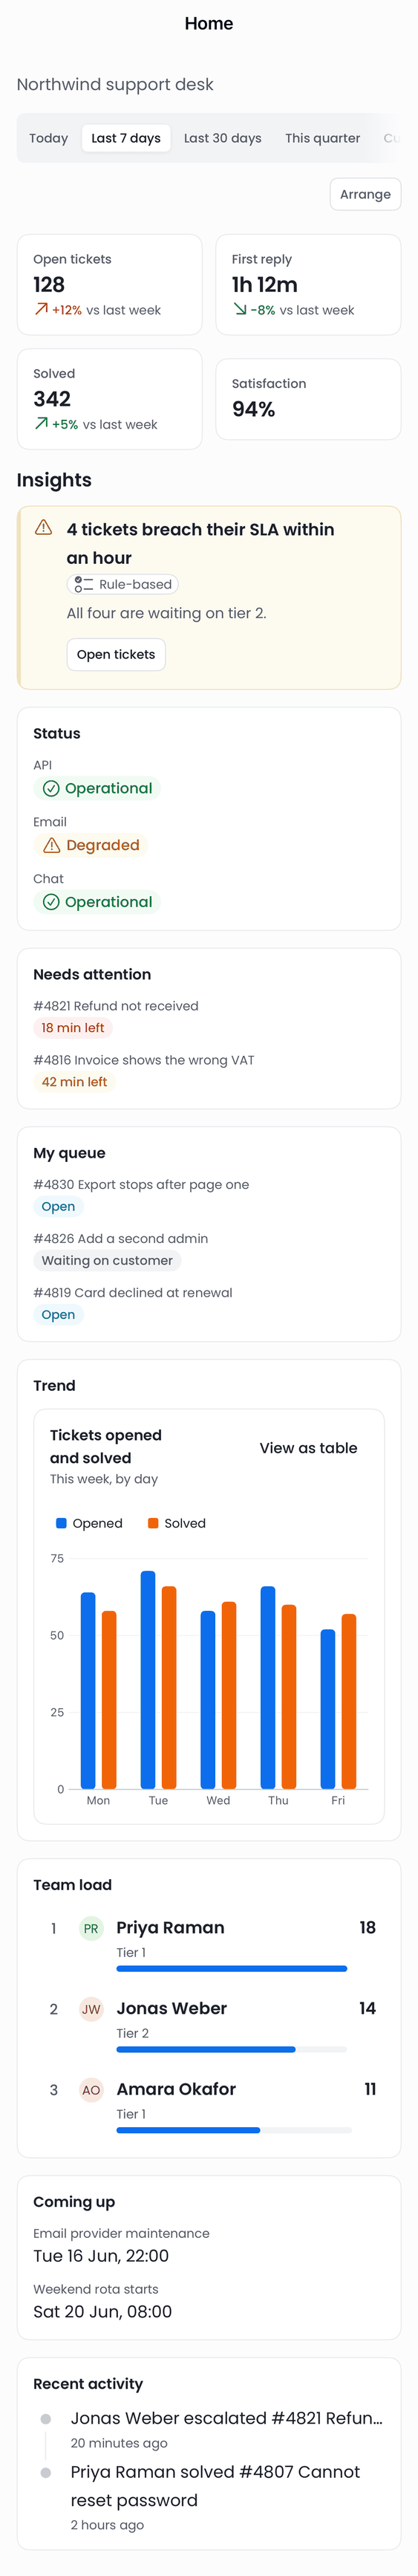 Home
Northwind support desk
Today
Last 7 days
Last 30 days
This quarter
Cu
Arrange
Open tickets
128
+12% vs last week
First reply
1h 12m
-8% vs last week
Solved
342
+5% vs last week
Satisfaction
94%
Insights
4 tickets breach their SLA within
an hour
Rule-based
All four are waiting on tier 2.
Open tickets
Status
API
Operational
Email
Degraded
Chat
Operational
Needs attention
#4821 Refund not received
18 min left
#4816 Invoice shows the wrong VAT
42 min left
My queue
#4830 Export stops after page one
Open
#4826 Add a second admin
Waiting on customer
#4819 Card declined at renewal
Open
Trend
Tickets opened
and solved
View as table
This week, by day
Opened
Solved
75
50
25
0
Mon
Tue
Wed
Thu
Fri
Team load
1
PR
Priya Raman
18
Tier 1
2
JW
Jonas Weber
14
Tier 2
3
AO
Amara Okafor
11
Tier 1
Coming up
Email provider maintenance
Tue 16 Jun, 22:00
Weekend rota starts
Sat 20 Jun, 08:00
Recent activity
Jonas Weber escalated #4821 Refun...
20 minutes ago
Priya Raman solved #4807 Cannot
reset password
2 hours ago